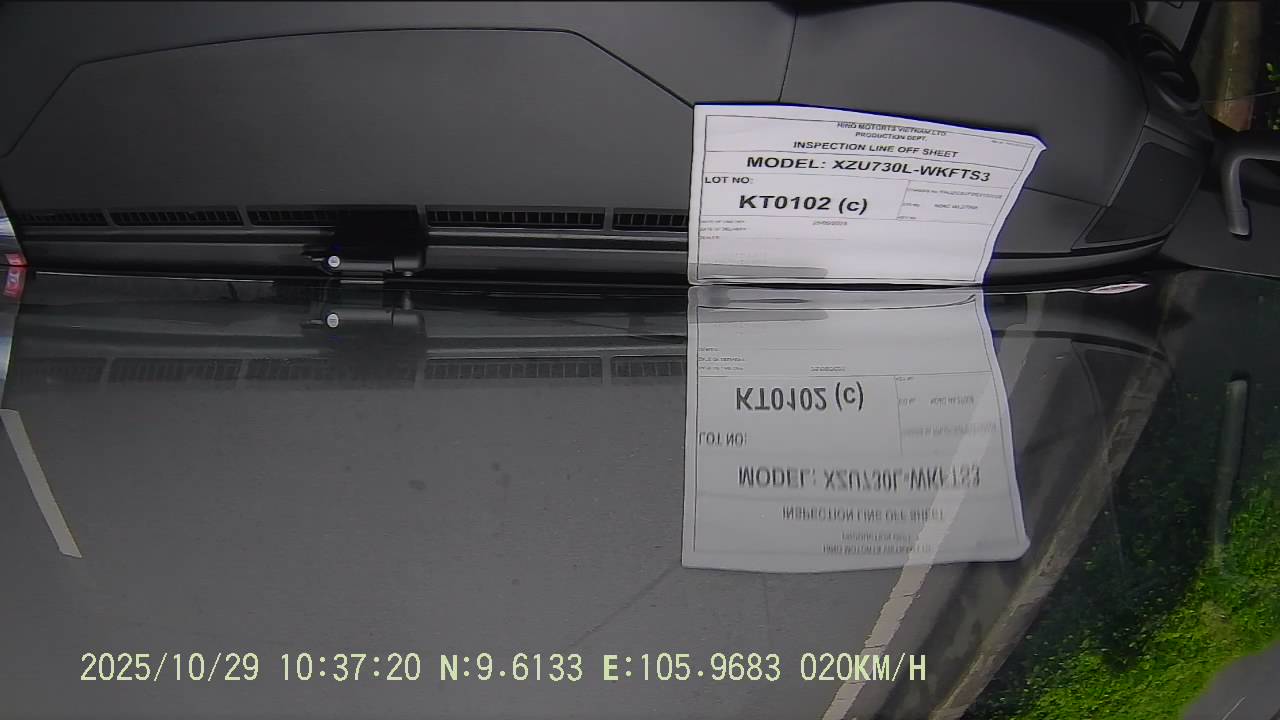 HINO MOTORTS VIETNAM LTD
PRODUCTION DEPT.
INSPECTION LINE OFF SHEET
MODEL: XZU730L-WKFTS3
LOT NO:
KT0102 (c)
2025/10/29 10:37:20 N:9.6133 E:105.9683 020KM/H